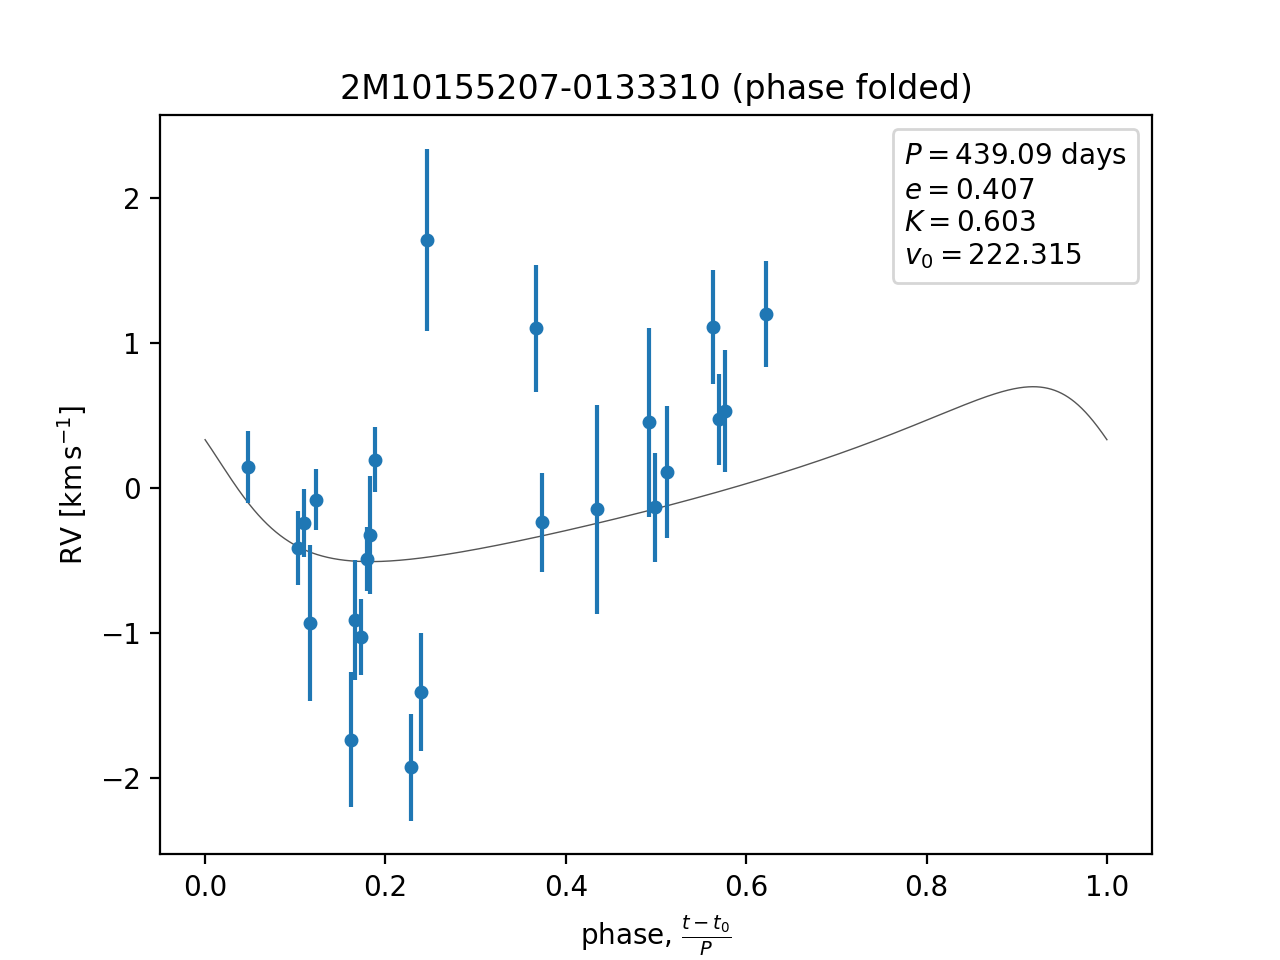 2M10155207-0133310 (phase folded)
P = 439.09 days
e = 0.407
K = 0.603
v₀ = 222.315
2
1
0
−1
−2
RV [km s⁻¹]
0.0 0.2 0.4 0.6 0.8 1.0
phase, (t − t₀)/P